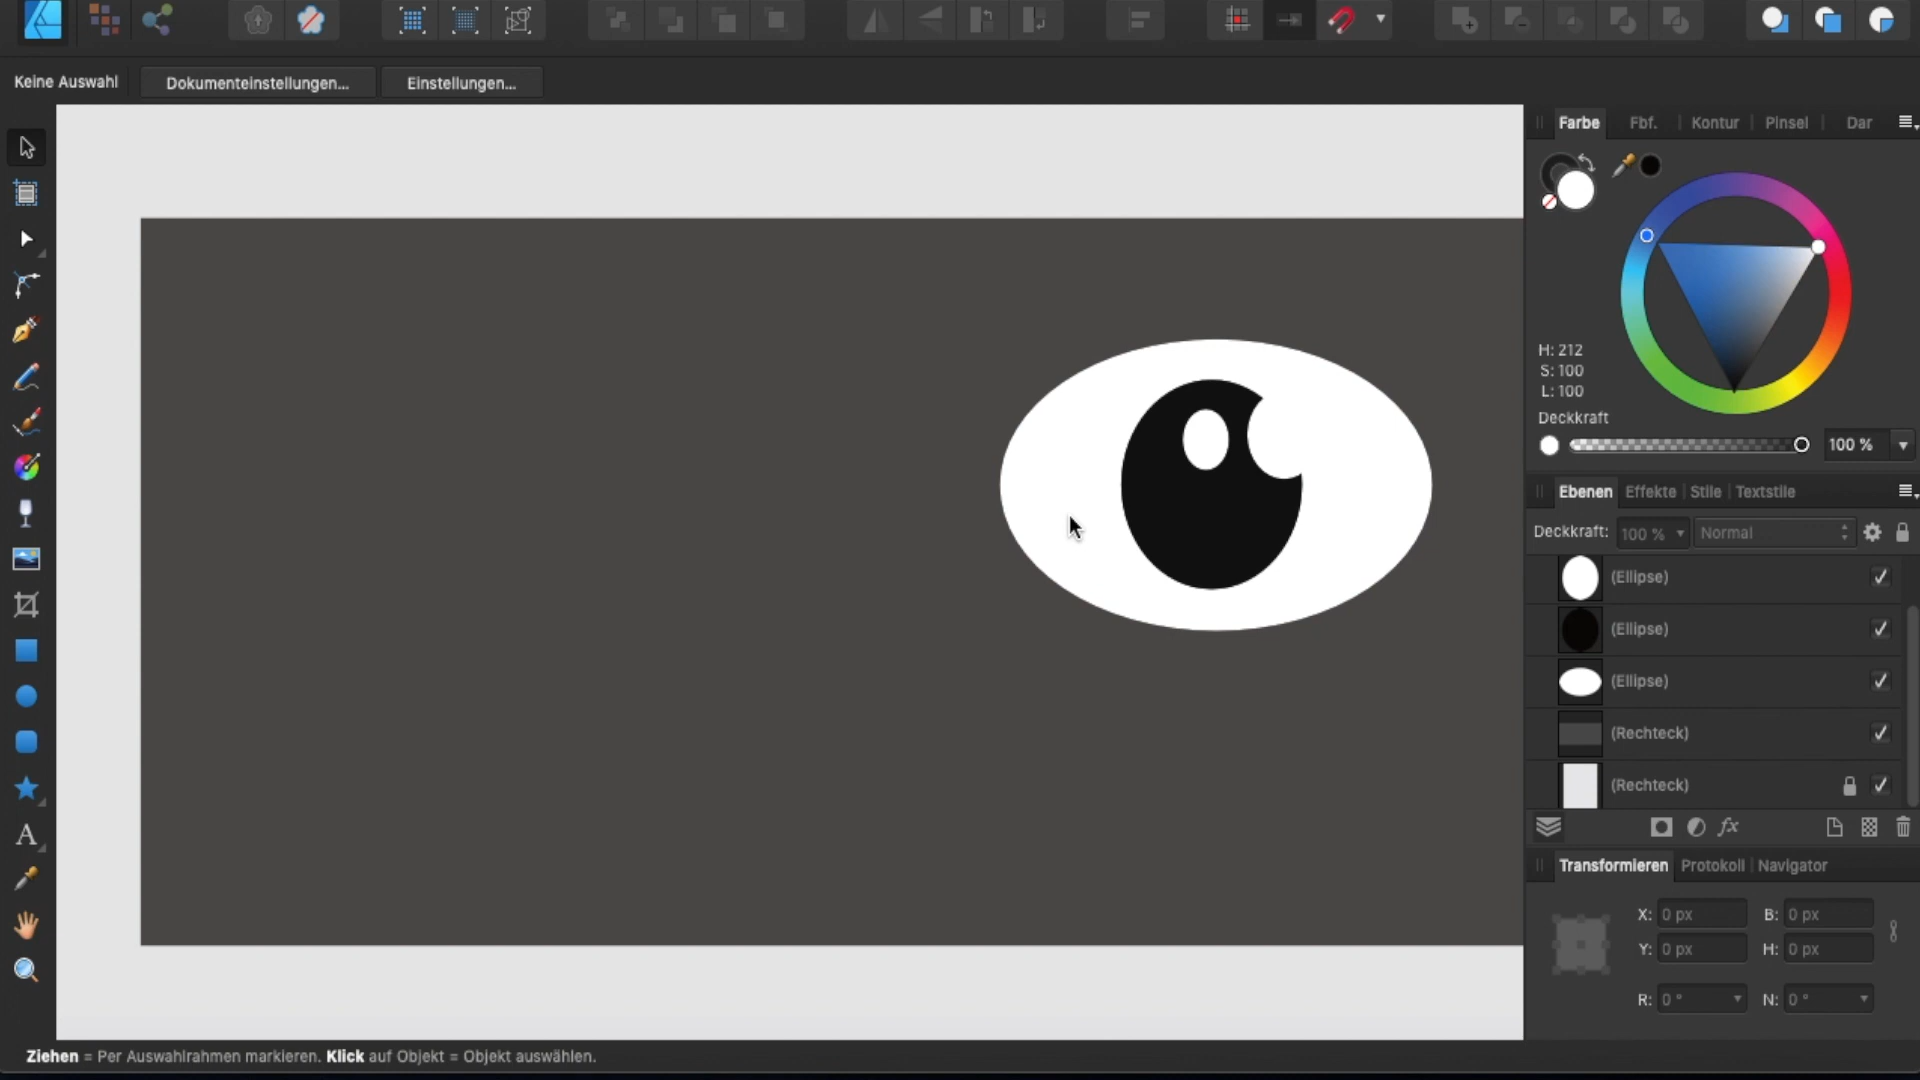 Keine Auswahl Dokumenteinstellungen... Einstellungen...
Farbe Fbf. Kontur Pinsel Dar
H: 212
S: 100
L: 100
Deckkraft
100 %
Ebenen Effekte Stile Textstile
Deckkraft: 100 % Normal
(Ellipse)
(Ellipse)
(Ellipse)
(Rechteck)
(Rechteck)
fx
Transformieren Protokoll Navigator
X: 0 px B: 0 px
Y: 0 px H: 0 px
R: 0 ° N: 0 °
A
Ziehen = Per Auswahlrahmen markieren. Klick auf Objekt = Objekt auswählen.